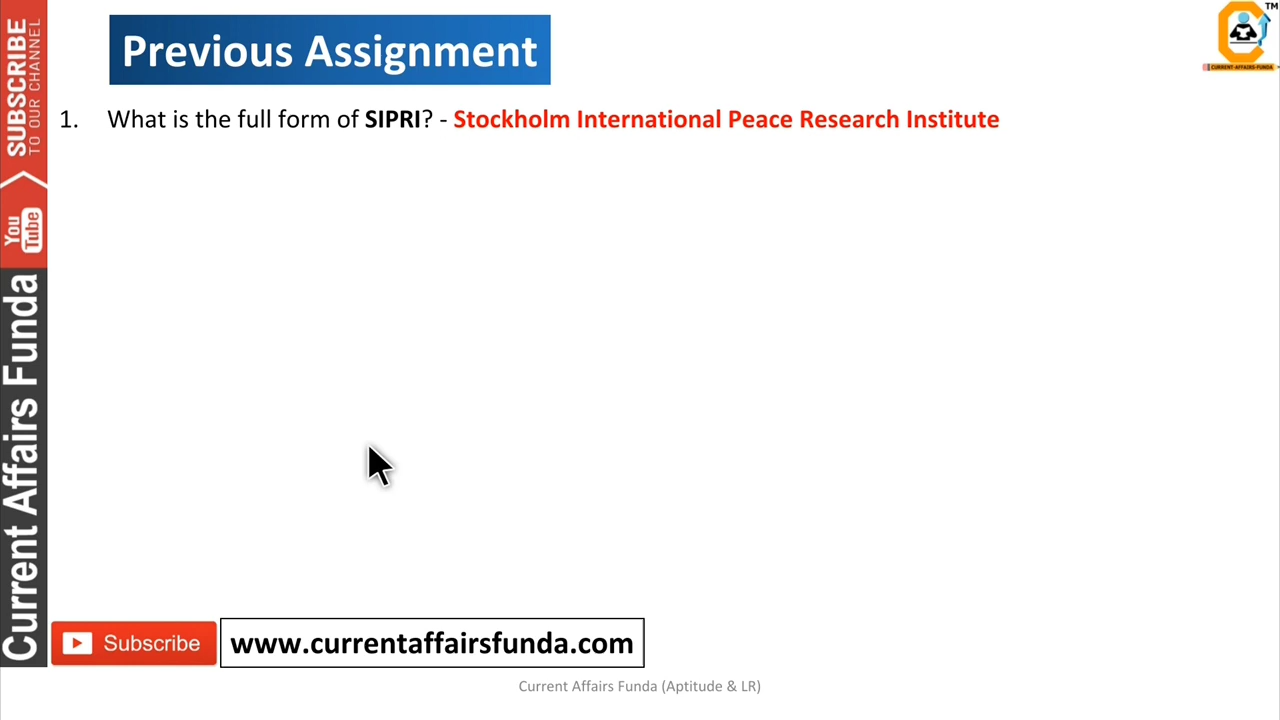 Previous Assignment
1. What is the full form of SIPRI? - Stockholm International Peace Research Institute
SUBSCRIBE
TO OUR CHANNEL
You
Tube
Current Affairs Funda
TM
CURRENT-AFFAIRS-FUNDA
Subscribe
www.currentaffairsfunda.com
Current Affairs Funda (Aptitude & LR)